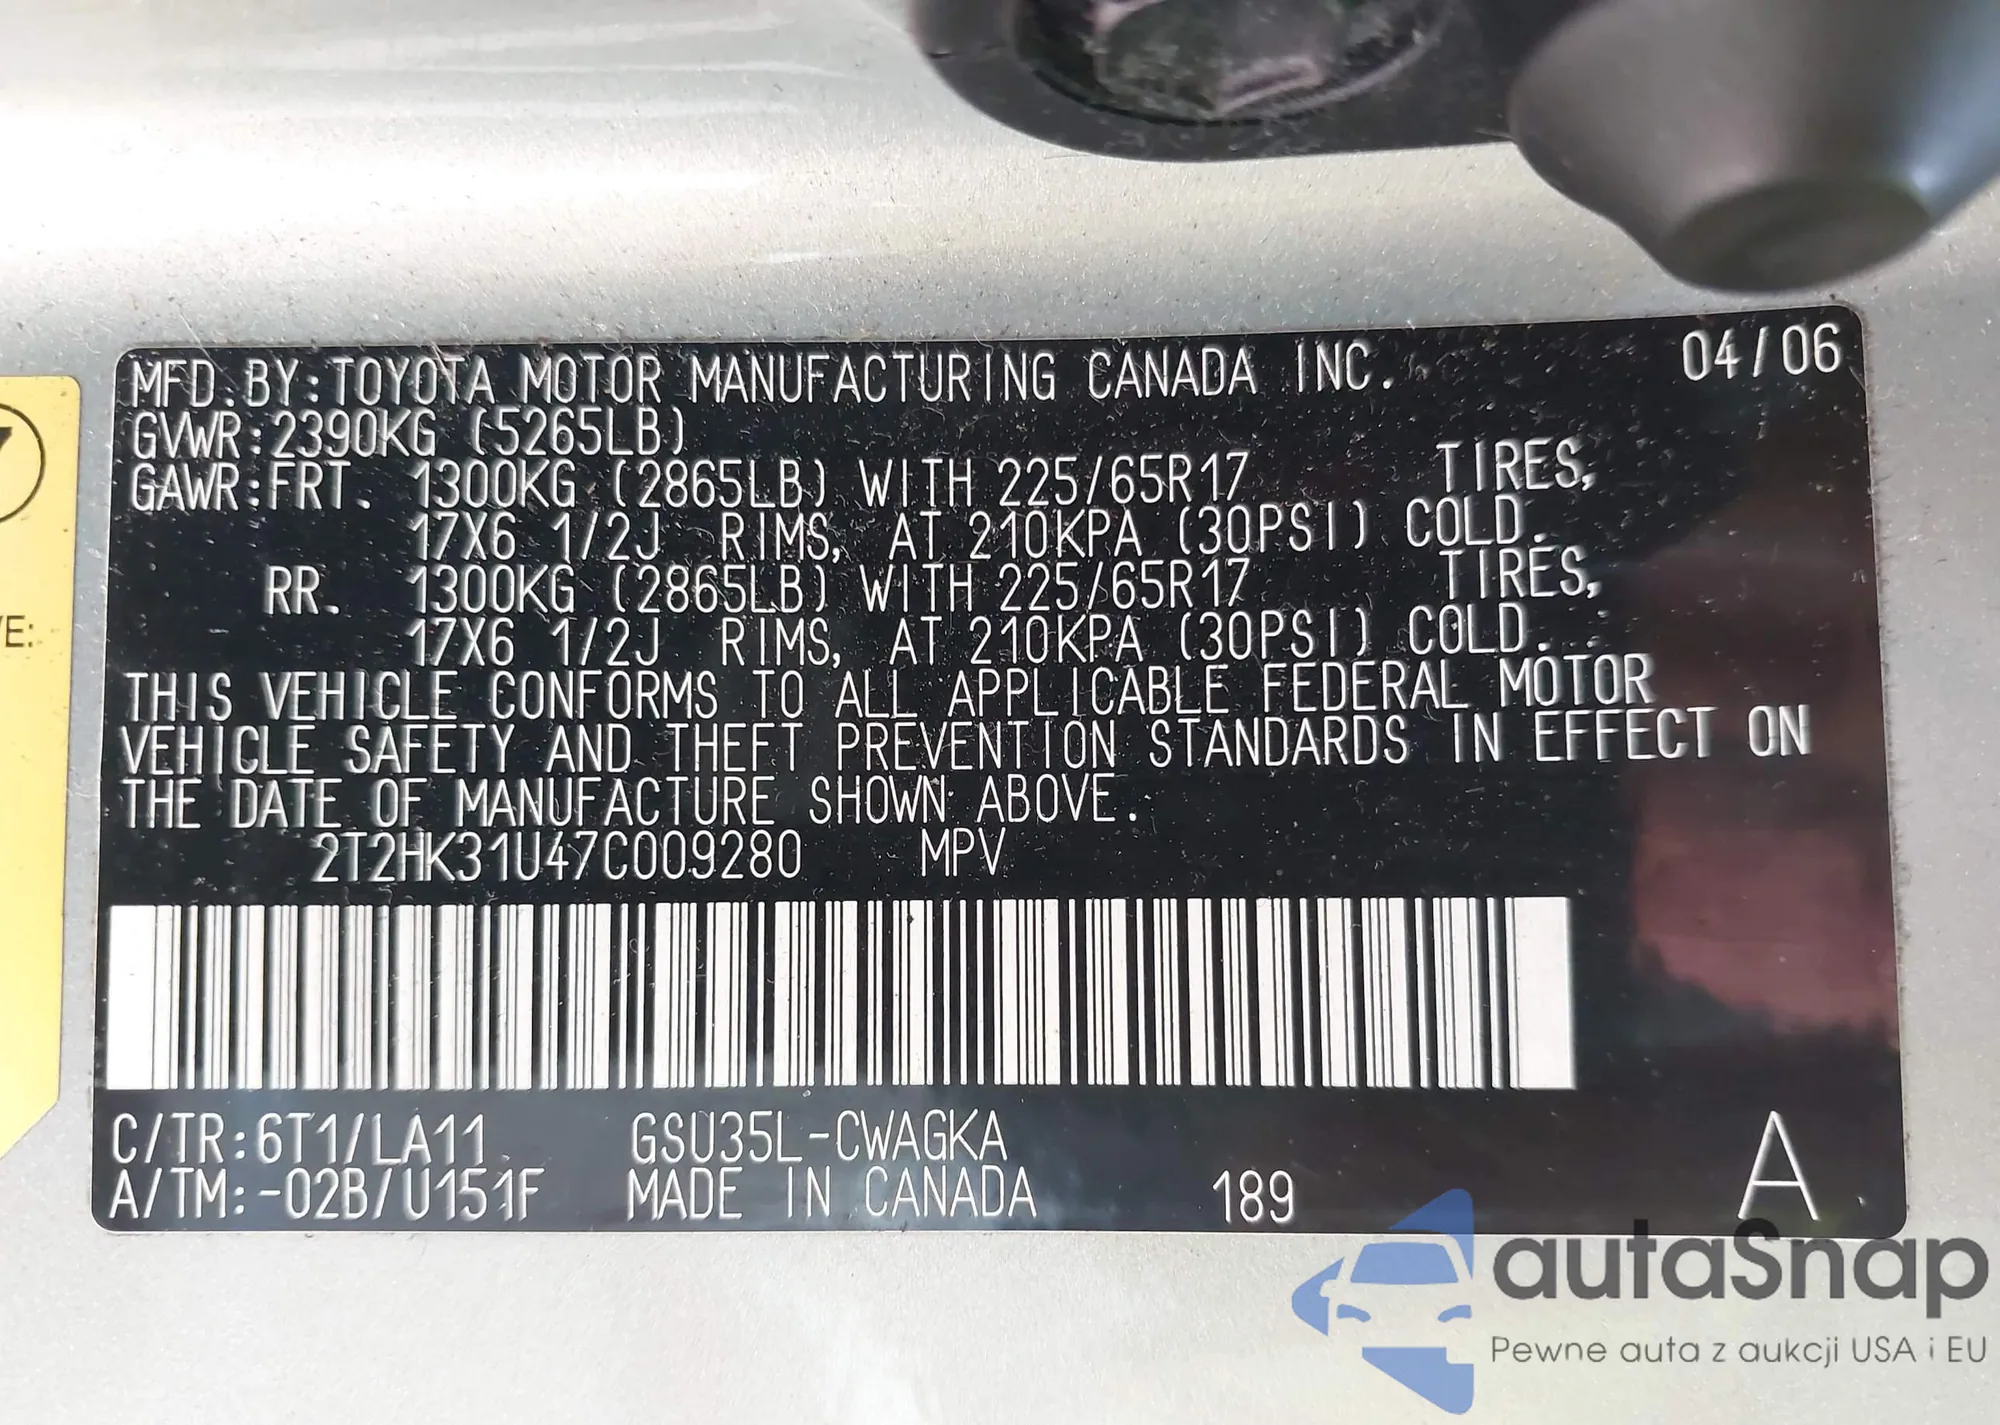 MFD. BY: TOYOTA MOTOR MANUFACTURING CANADA INC. 04/06
GVWR: 2390KG (5265LB)
GAWR: FRT. 1300KG (2865LB) WITH 225/65R17 TIRES,
17X6 1/2J RIMS, AT 210KPA (30PSI) COLD.
RR. 1300KG (2865LB) WITH 225/65R17 TIRES,
17X6 1/2J RIMS, AT 210KPA (30PSI) COLD.
THIS VEHICLE CONFORMS TO ALL APPLICABLE FEDERAL MOTOR
VEHICLE SAFETY AND THEFT PREVENTION STANDARDS IN EFFECT ON
THE DATE OF MANUFACTURE SHOWN ABOVE.
2T2HK31U47C009280 MPV
C/TR: 6T1/LA11 GSU35L-CWAGKA A
A/TM: -02B/U151F MADE IN CANADA 189
autaSnap
Pewne auta z aukcji USA i EU